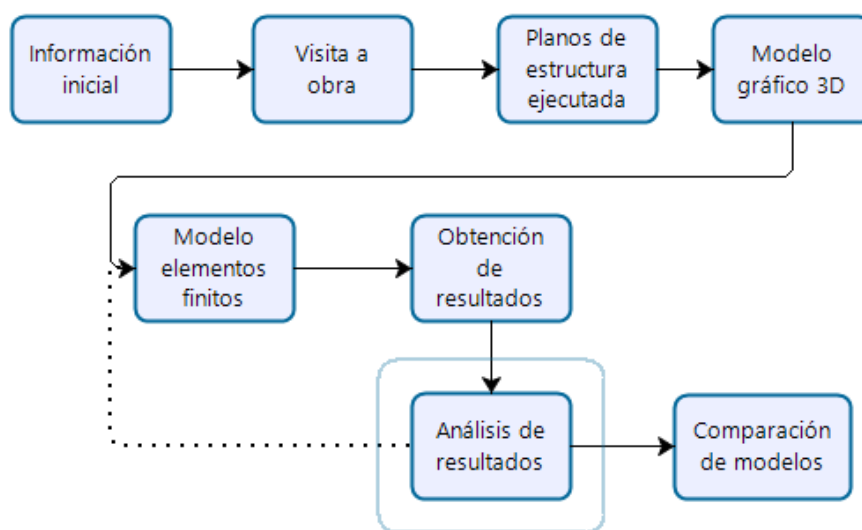 Información
inicial
Visita a
obra
Planos de
estructura
ejecutada
Modelo
gráfico 3D
Modelo
elementos
finitos
Obtención
de
resultados
Análisis de
resultados
Comparación
de modelos